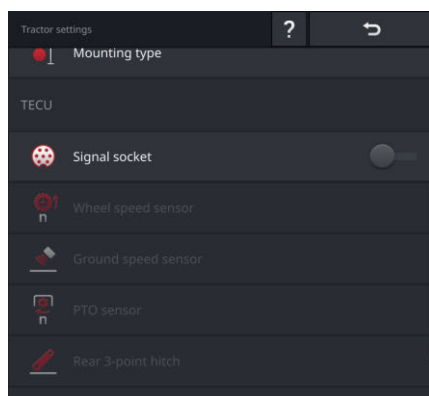 Tractor settings
?
Mounting type
TECU
Signal socket
Wheel speed sensor
n
Ground speed sensor
PTO sensor
n
Rear 3-point hitch